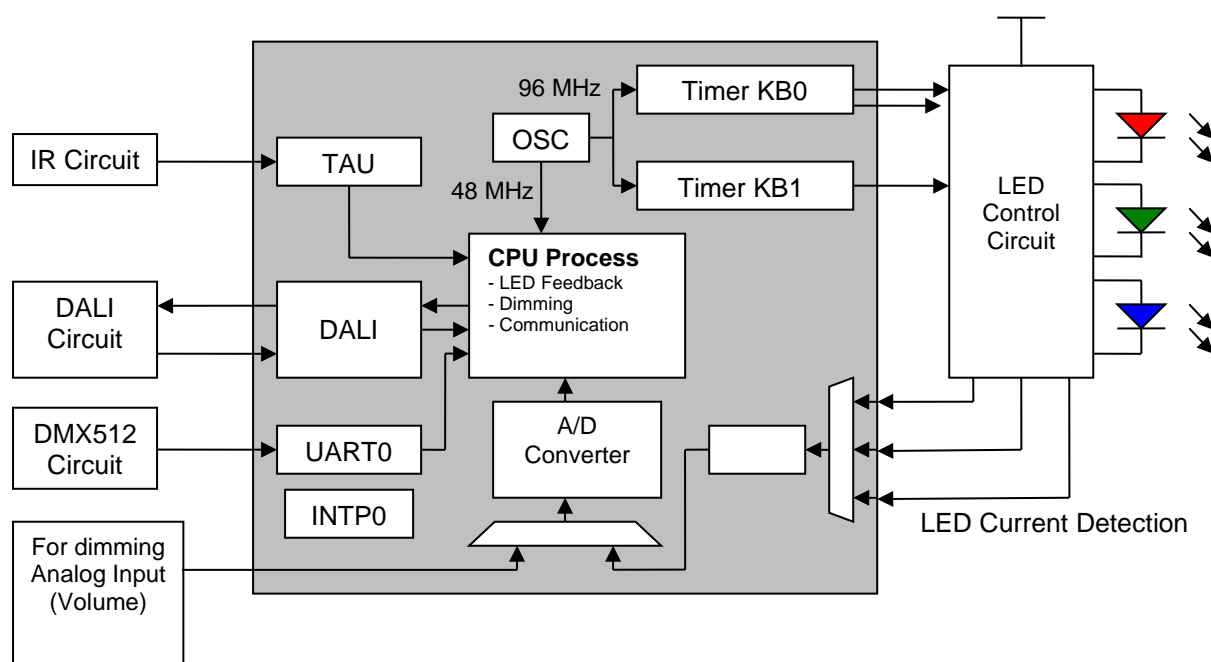 96 MHz
Timer KB0
OSC
IR Circuit
TAU
48 MHz
Timer KB1
LED
Control
Circuit
CPU Process
- LED Feedback
- Dimming
- Communication
DALI
Circuit
DALI
DMX512
Circuit
UART0
A/D
Converter
INTP0
LED Current Detection
For dimming
Analog Input
(Volume)